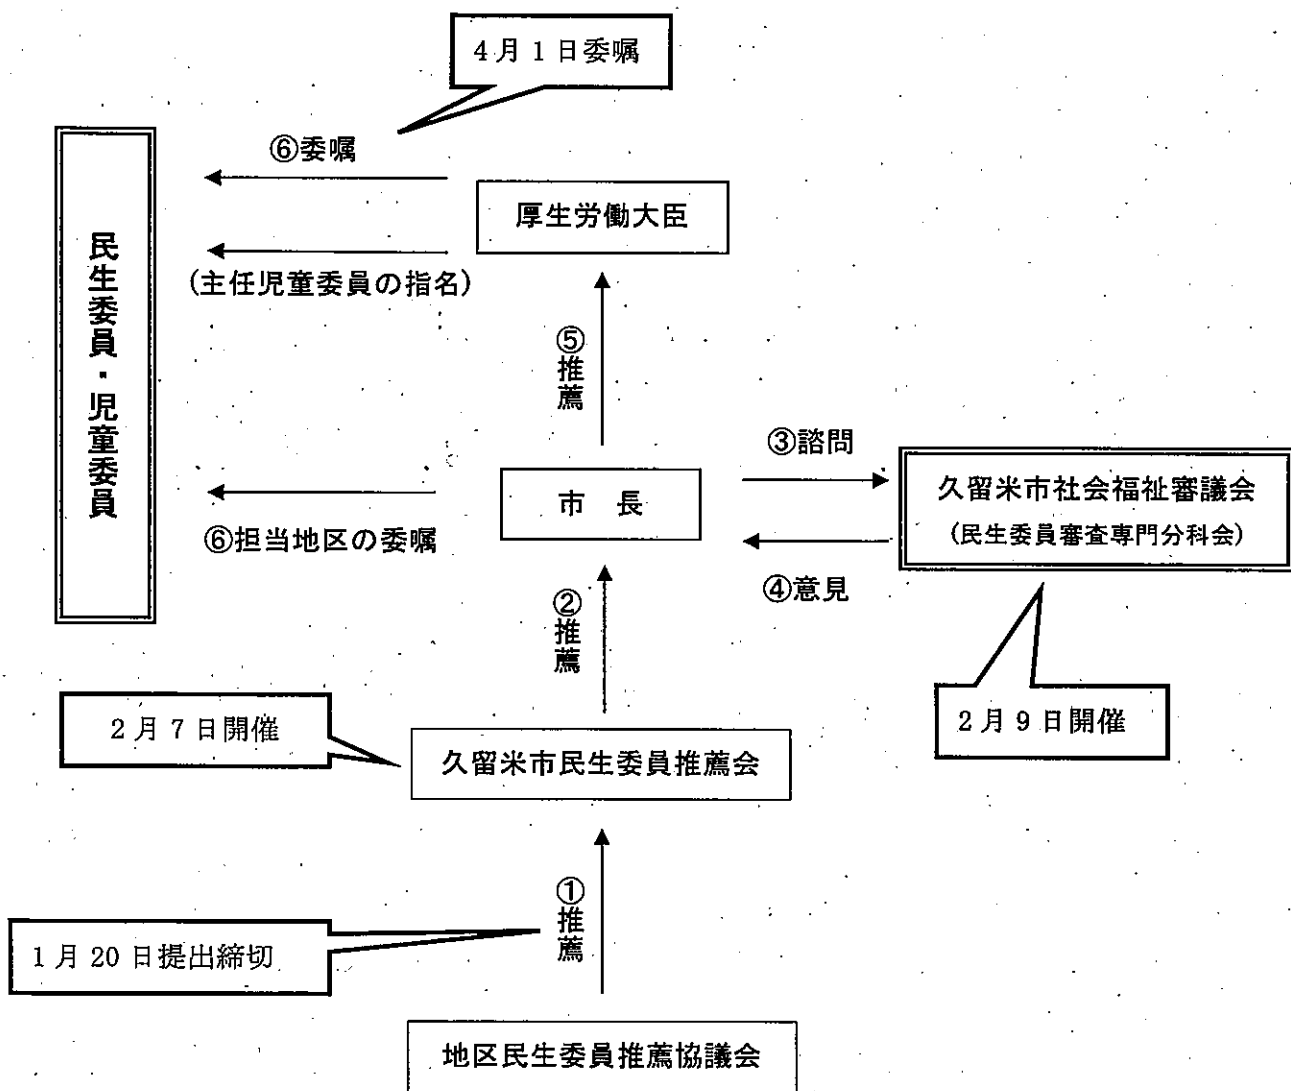 4月1日委嘱
⑥委嘱
厚生労働大臣
(主任児童委員の指名)
民生委員・児童委員
⑤推薦
③諮問
市 長
久留米市社会福祉審議会
(民生委員審査専門分科会)
⑥担当地区の委嘱
④意見
②推薦
2月7日開催
2月9日開催
久留米市民生委員推薦会
①推薦
1月20日提出締切
地区民生委員推薦協議会